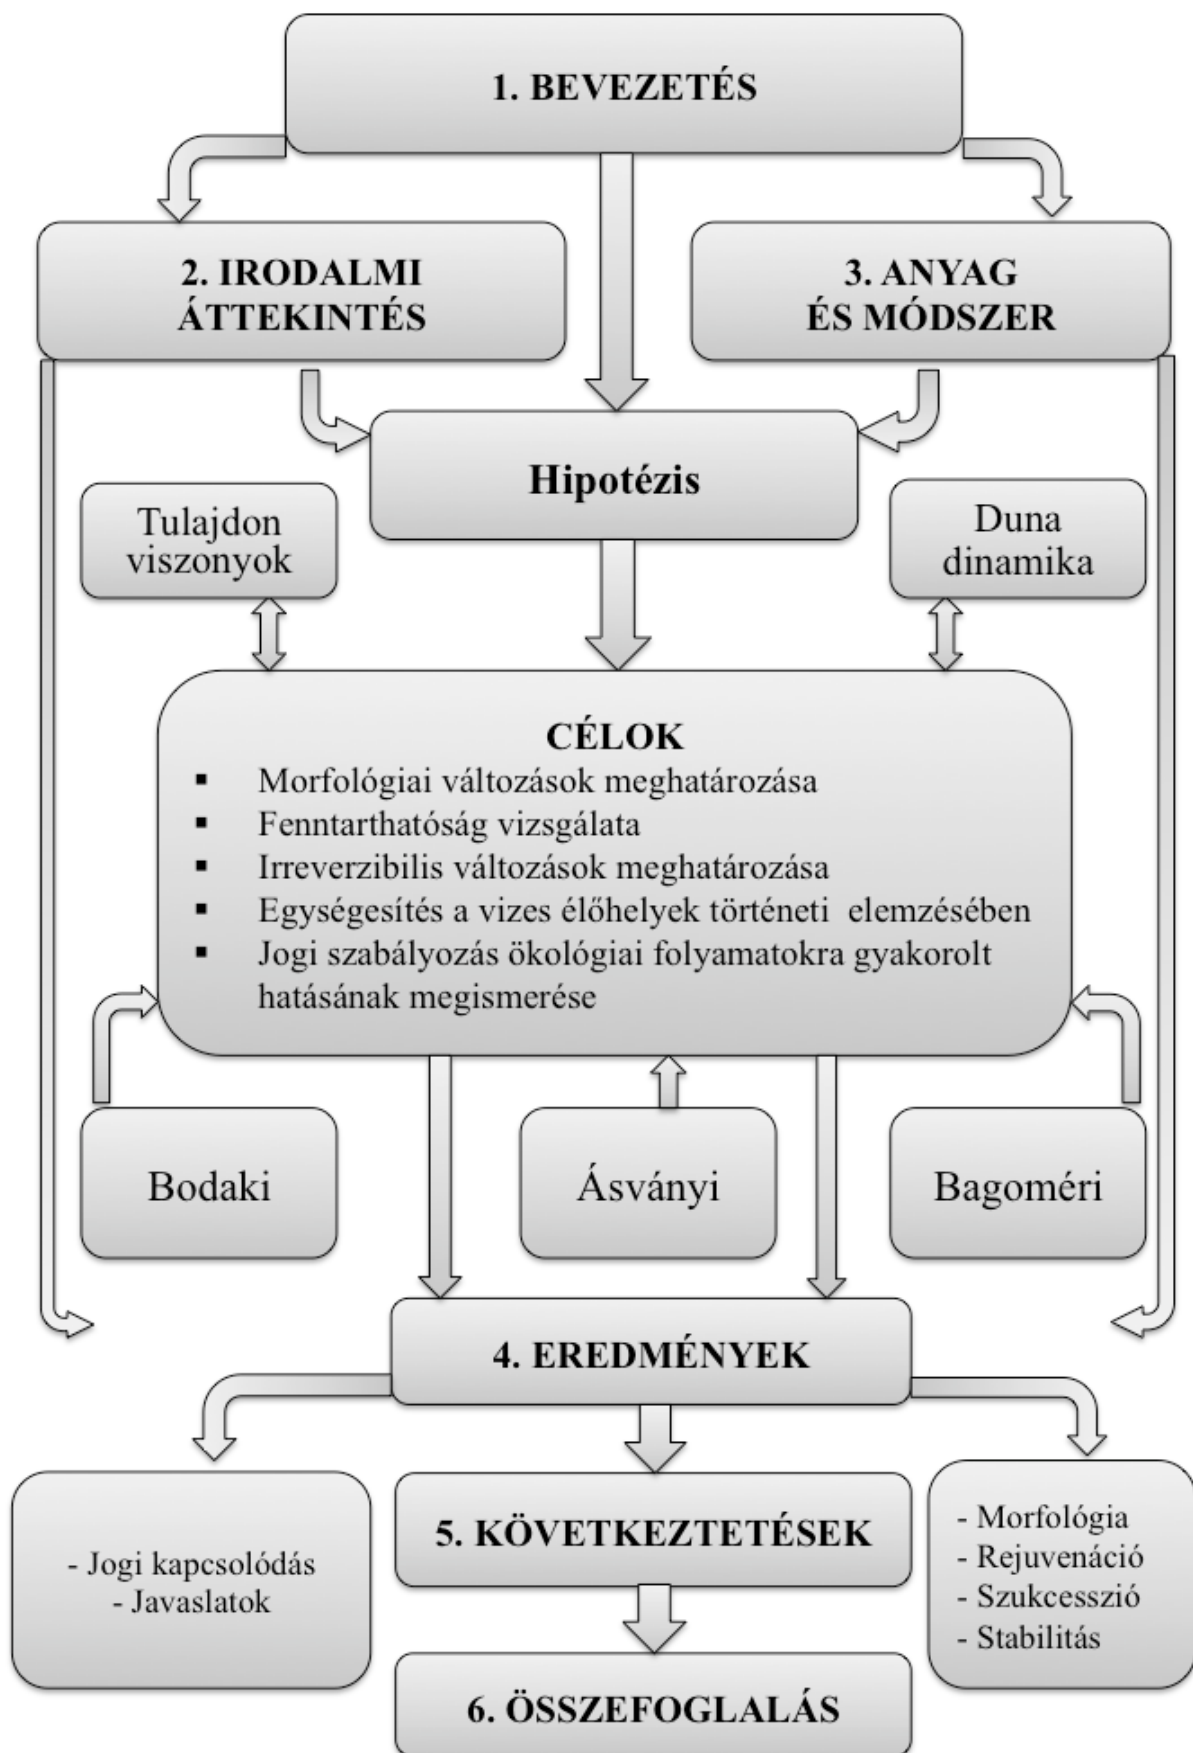 1. BEVEZETÉS
2. IRODALMI
ÁTTEKINTÉS
3. ANYAG
ÉS MÓDSZER
Hipotézis
Tulajdon
viszonyok
Duna
dinamika
CÉLOK
▪ Morfológiai változások meghatározása
▪ Fenntarthatóság vizsgálata
▪ Irreverzibilis változások meghatározása
▪ Egységesítés a vizes élőhelyek történeti elemzésében
▪ Jogi szabályozás ökológiai folyamatokra gyakorolt
hatásának megismerése
Bodaki
Ásványi
Bagoméri
4. EREDMÉNYEK
- Jogi kapcsolódás
- Javaslatok
5. KÖVETKEZTETÉSEK
- Morfológia
- Rejuvenáció
- Szukcesszió
- Stabilitás
6. ÖSSZEFOGLALÁS